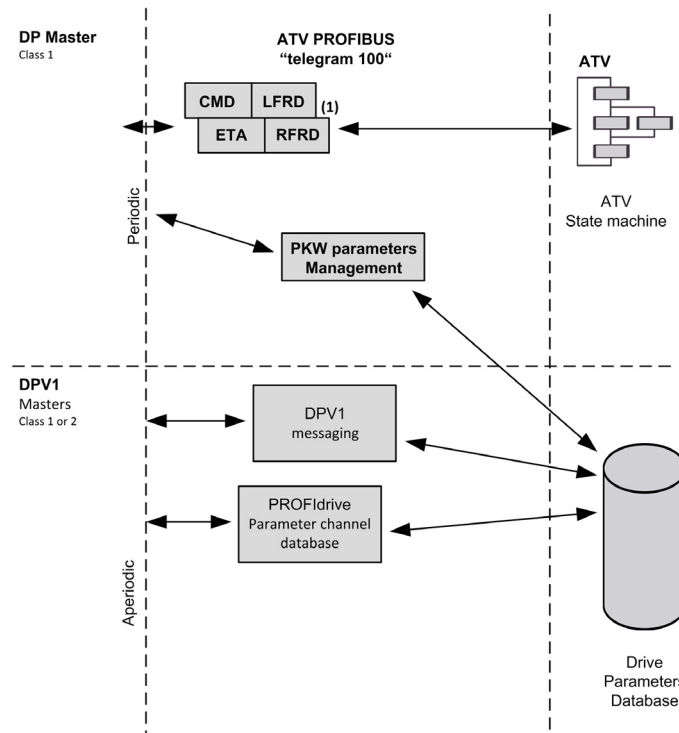 DP Master
Class 1
ATV PROFIBUS
“telegram 100”
CMD LFRD (1)
ETA RFRD
ATV
ATV
State machine
Periodic
PKW parameters
Management
DPV1
Masters
Class 1 or 2
DPV1
messaging
PROFIdrive
Parameter channel
database
Aperiodic
Drive
Parameters
Database